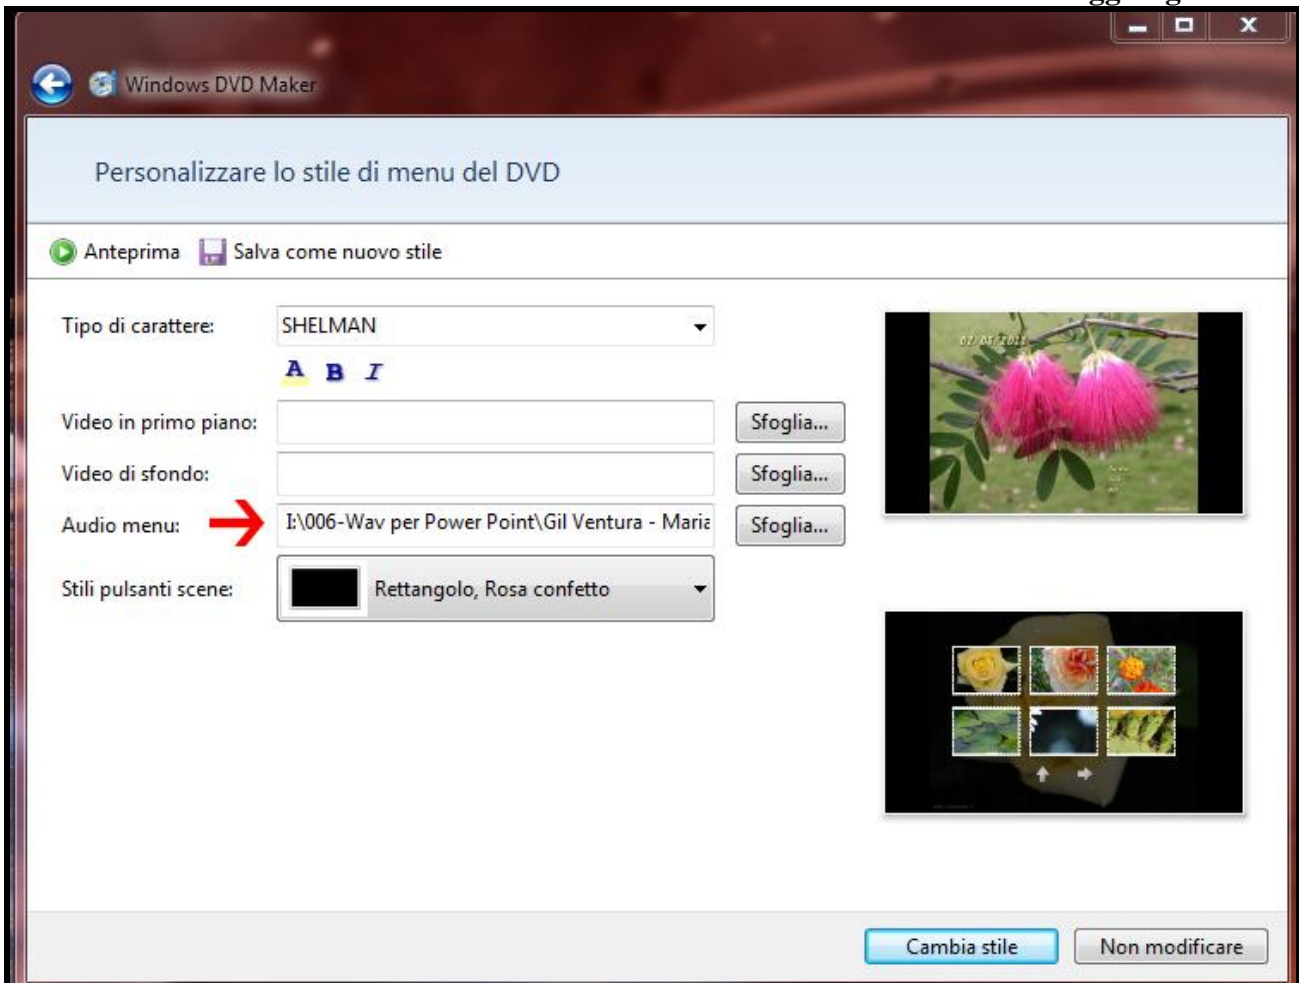 Windows DVD Maker
Personalizzare lo stile di menu del DVD
Anteprima Salva come nuovo stile
Tipo di carattere: SHELMAN
A B I
Video in primo piano: Sfoglia...
Video di sfondo: Sfoglia...
Audio menu: I:\006-Wav per Power Point\Gil Ventura - Maria Sfoglia...
Stili pulsanti scene: Rettangolo, Rosa confetto
Cambia stile Non modificare